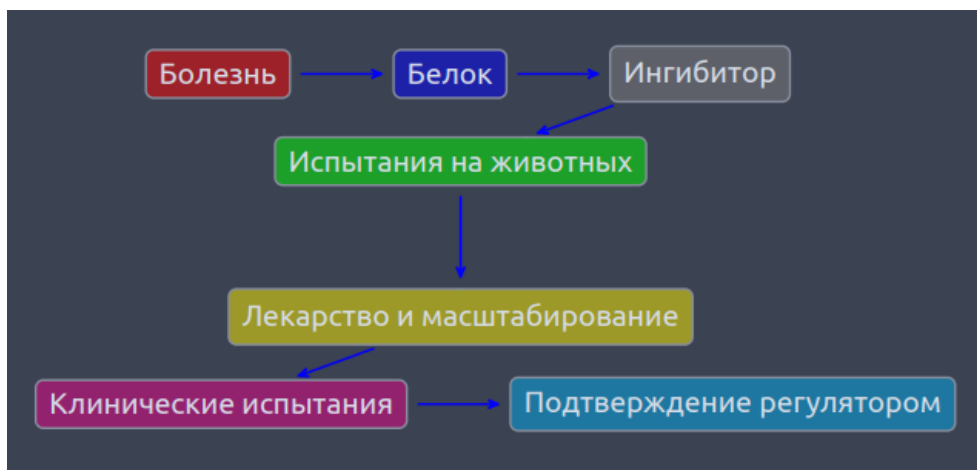 Болезнь
Белок
Ингибитор
Испытания на животных
Лекарство и масштабирование
Клинические испытания
Подтверждение регулятором